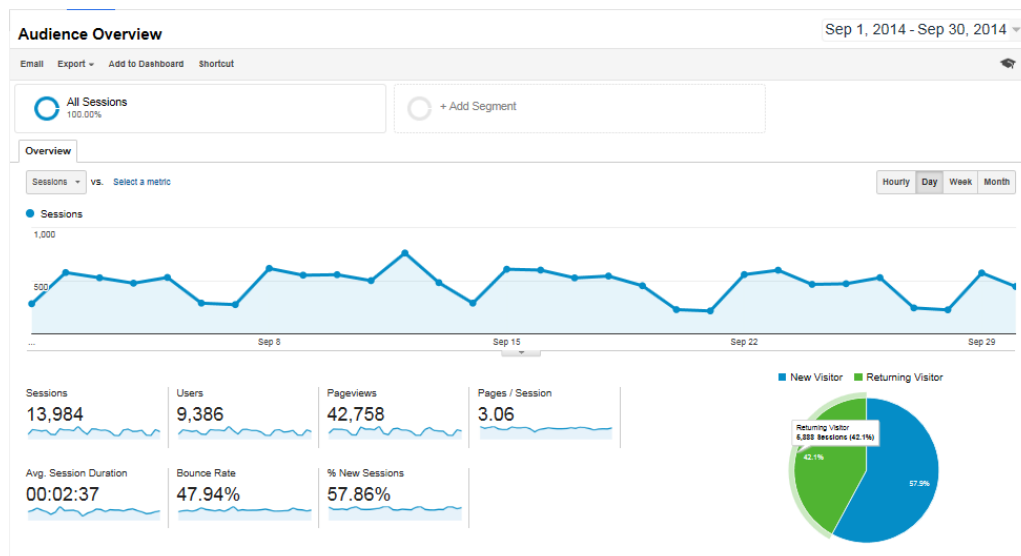 Audience Overview
Sep 1, 2014 - Sep 30, 2014
Email Export Add to Dashboard Shortcut
All Sessions
100.00%
+ Add Segment
Overview
Sessions VS. Select a metric
Hourly Day Week Month
Sessions
1,000
500
... Sep 8 Sep 15 Sep 22 Sep 29
New Visitor Returning Visitor
Sessions
13,984
Users
9,386
Pageviews
42,758
Pages / Session
3.06
Avg. Session Duration
00:02:37
Bounce Rate
47.94%
% New Sessions
57.86%
Returning Visitor
Sessions (42.1%)
42.1%
57.9%